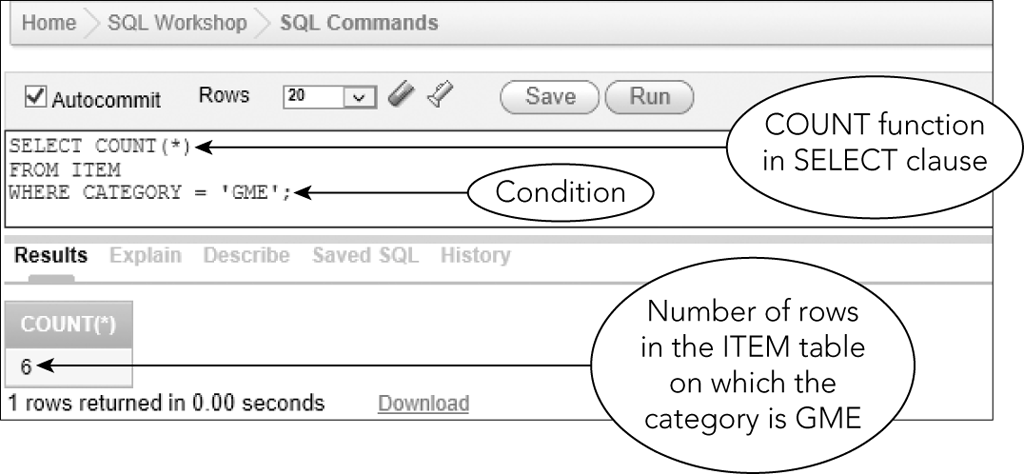 Home SQL Workshop SQL Commands
Autocommit Rows 20 Save Run
SELECT COUNT(*)
FROM ITEM
WHERE CATEGORY = 'GME';
COUNT function
in SELECT clause
Condition
Results Explain Describe Saved SQL History
COUNT(*)
6
1 rows returned in 0.00 seconds Download
Number of rows
in the ITEM table
on which the
category is GME